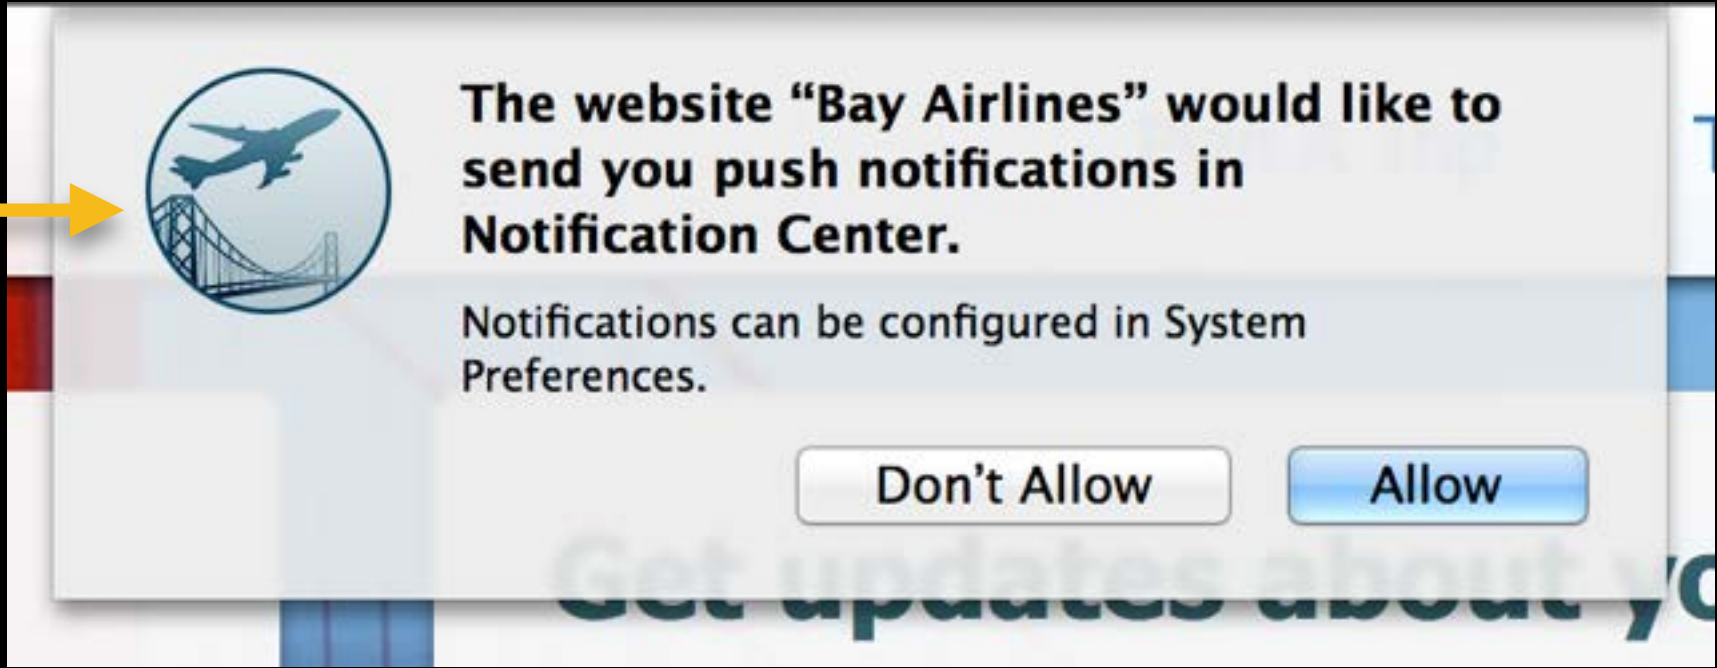 The website “Bay Airlines” would like to
send you push notifications in
Notification Center.
Notifications can be configured in System
Preferences.
Don't Allow
Allow
Get updates about yo